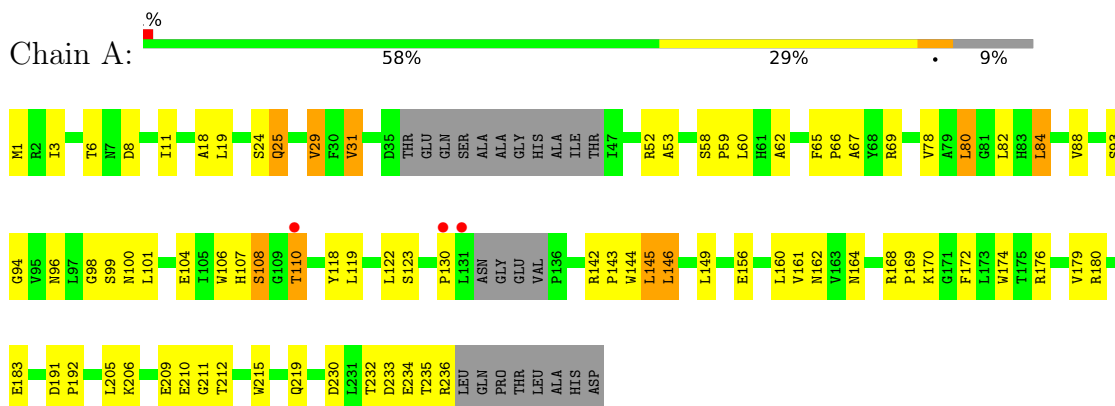 %
Chain A:
58% 29% • 9%
M1 R2 I3 T6 N7 D8 I11 A18 L19 S24 Q25 V29 F30 V31 D35 THR GLU GLN SER ALA ALA GLY HIS ALA ILE THR I47 R52 A53 S58 P59 L60 H61 A62 F65 P66 A67 Y68 R69 V78 A79 L80 G81 L82 H83 L84 V88 S93
G94 V95 N96 L97 G98 S99 N100 L101 E104 I105 W106 H107 S108 G109 T110 Y118 L119 L122 S123 P130 L131 ASN GLY GLU VAL P136 R142 P143 W144 L145 L146 L149 E156 L160 V161 N162 V163 N164 R168 P169 K170 G171 F172 L173 W174 T175 R176 V179 R180
E183 D191 P192 L205 K206 E209 E210 G211 T212 W215 Q219 D230 L231 T232 D233 E234 T235 R236 LEU GLN PRO THR LEU ALA HIS ASP